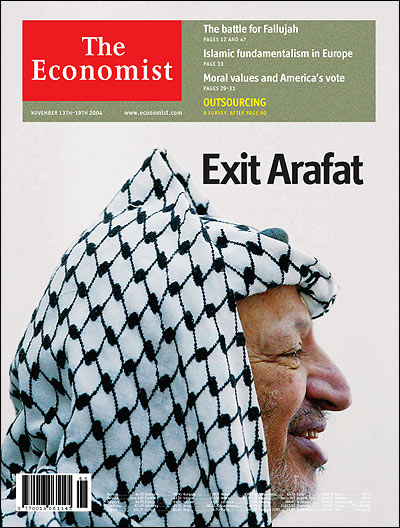 The
Economist
NOVEMBER 13TH-19TH 2004
www.economist.com
The battle for Fallujah
PAGES 12 AND 47
Islamic fundamentalism in Europe
PAGE 33
Moral values and America's vote
PAGES 29-31
OUTSOURCING
A SURVEY, AFTER PAGE 60
Exit Arafat